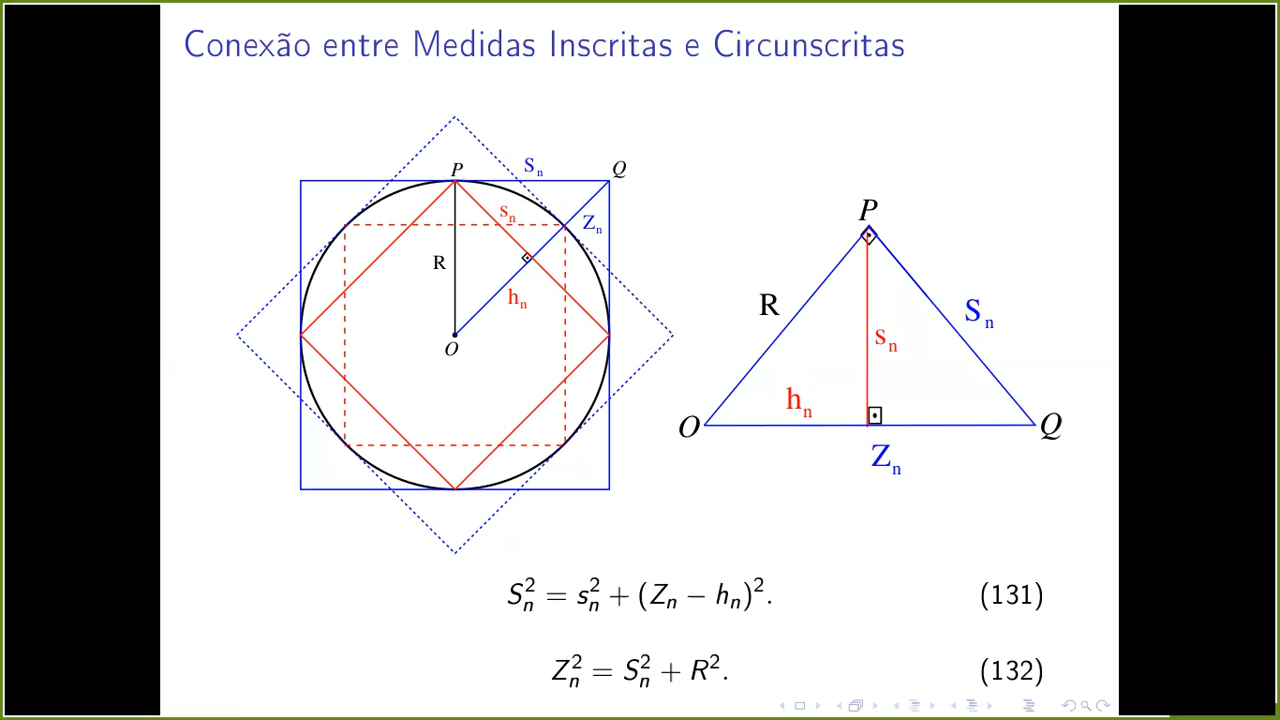 Conexão entre Medidas Inscritas e Circunscritas
P
S_n
Q
s_n
Z_n
R
h_n
O
P
R
S_n
s_n
h_n
O
Q
Z_n
S_n^2 = s_n^2 + (Z_n − h_n)^2. (131)
Z_n^2 = S_n^2 + R^2. (132)